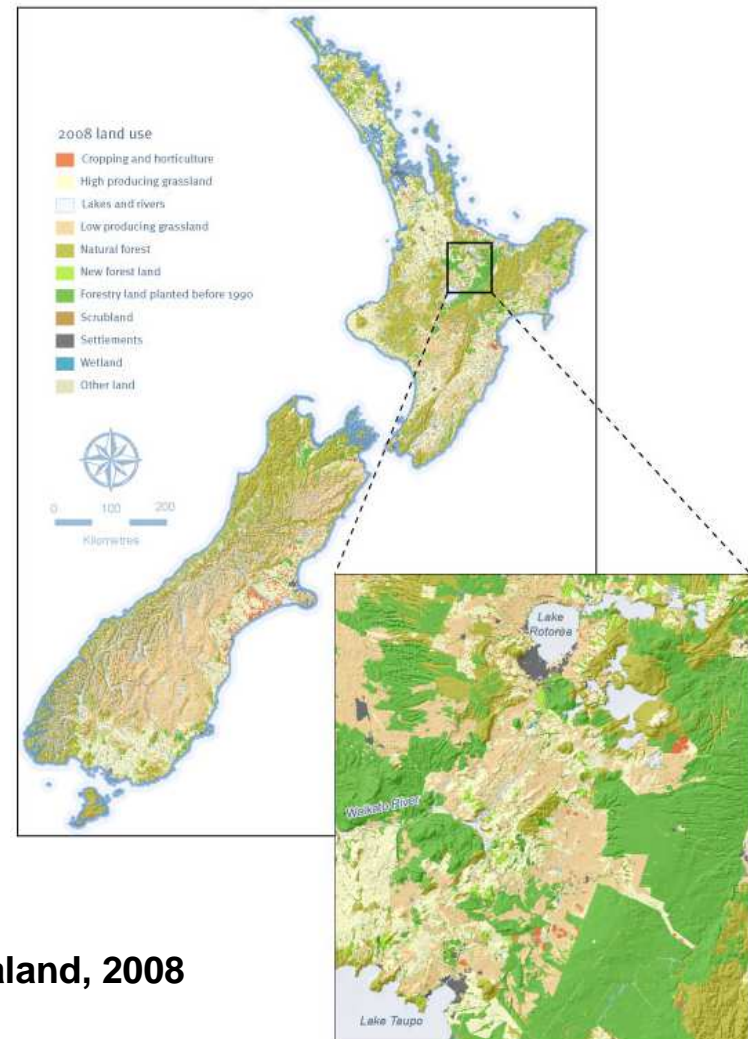 2008 land use
Cropping and horticulture
High producing grassland
Lakes and rivers
Low producing grassland
Natural forest
New forest land
Forestry land planted before 1990
Scrubland
Settlements
Wetland
Other land
0 100 200
Kilometres
Lake
Rotorea
Waikato River
Lake Taupo
aland, 2008